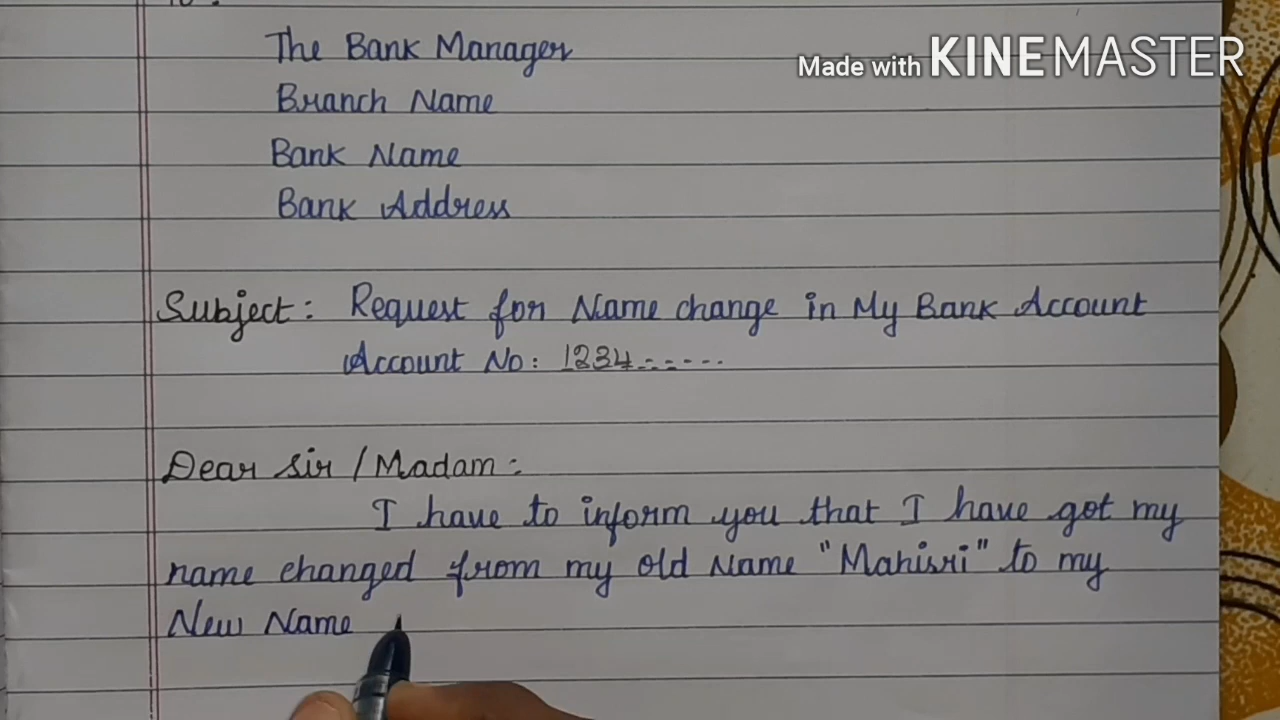 The Bank Manager
Made with KINEMASTER
Branch Name
Bank Name
Bank Address
Subject: Request for Name change in My Bank Account
Account No: 1234------
Dear Sir / Madam :
I have to inform you that I have got my
name changed from my old Name "Mahisri" to my
New Name